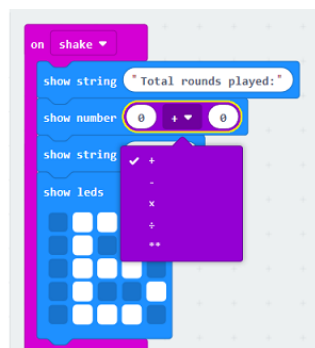 on shake
show string "Total rounds played:"
show number 0 + 0
show string
✓ +
-
show leds
×
÷
**